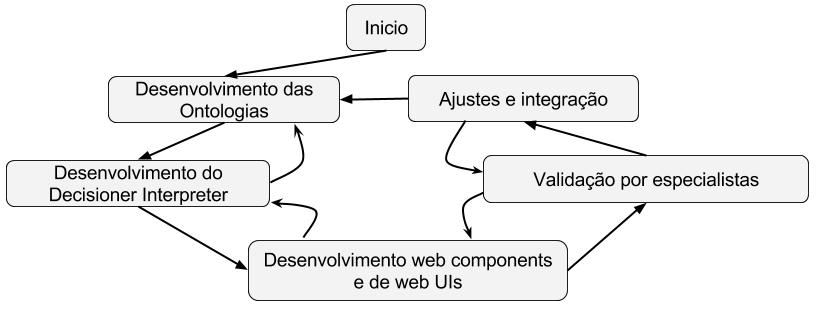 Inicio
Desenvolvimento das
Ontologias
Ajustes e integração
Desenvolvimento do
Decisioner Interpreter
Validação por especialistas
Desenvolvimento web components
e de web UIs